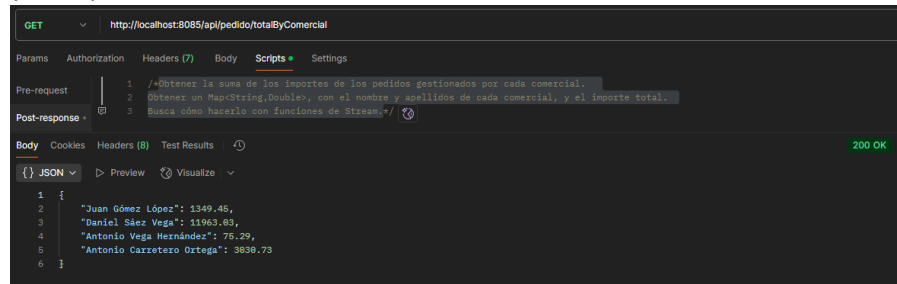 GET http://localhost:8085/api/pedido/totalByComercial
Params Authorization Headers (7) Body Scripts Settings
Pre-request
Post-response
1 /*Obtener la suma de los importes de los pedidos gestionados por cada comercial.
2 Obtener un Map<String,Double>, con el nombre y apellidos de cada comercial, y el importe total.
3 Busca cómo hacerlo con funciones de Stream.*/
Body Cookies Headers (8) Test Results 200 OK
{} JSON Preview Visualize
1 {
2 "Juan Gómez López": 1349.45,
3 "Daniel Sáez Vega": 11963.03,
4 "Antonio Vega Hernández": 75.29,
5 "Antonio Carretero Ortega": 3030.73
6 }